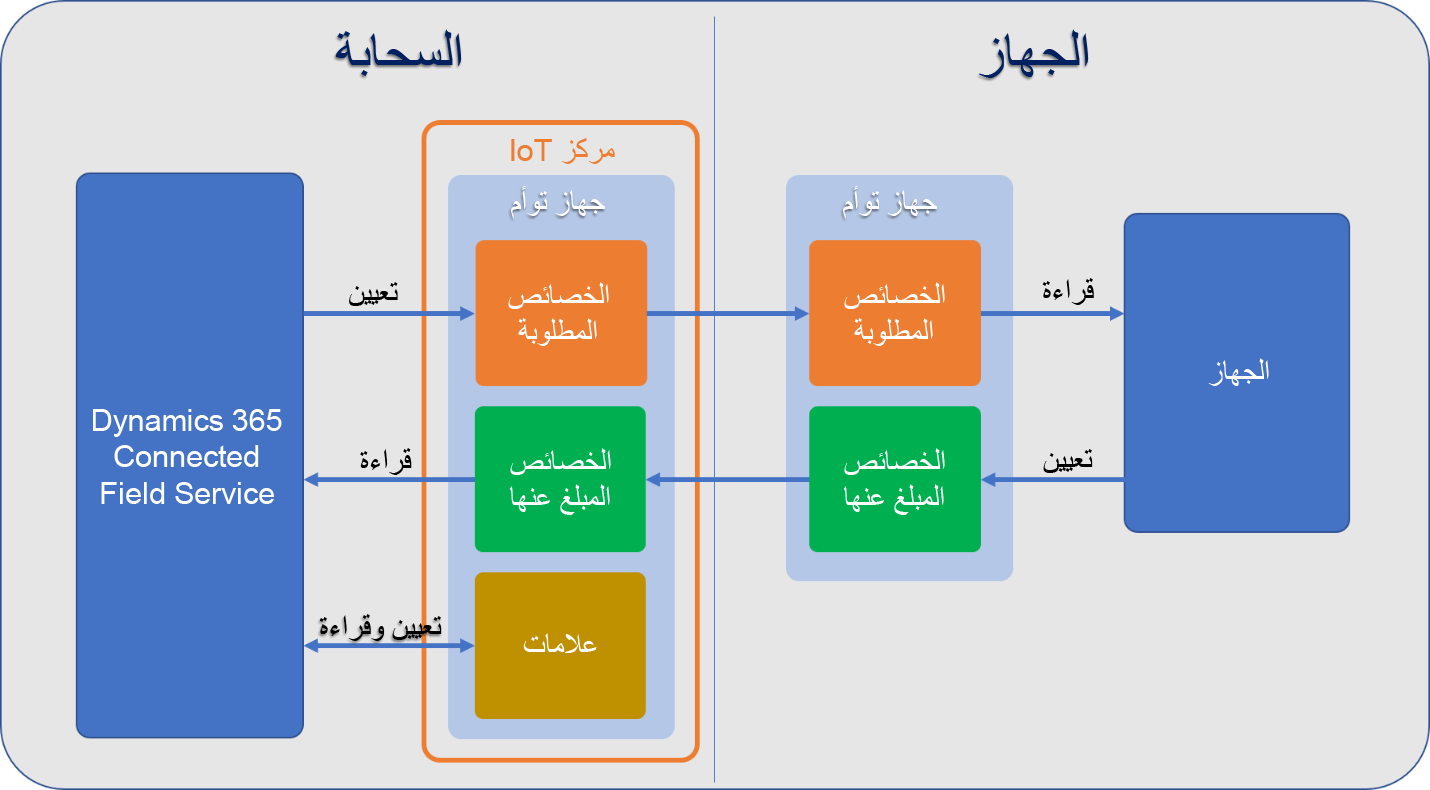 الجهاز
السحابة
مركز IoT
جهاز توأم
جهاز توأم
الخصائص
المطلوبة
الخصائص
المطلوبة
قراءة
تعيين
الجهاز
Dynamics 365
Connected
Field Service
الخصائص
المبلغ عنها
الخصائص
المبلغ عنها
تعيين
قراءة
تعيين وقراءة
علامات